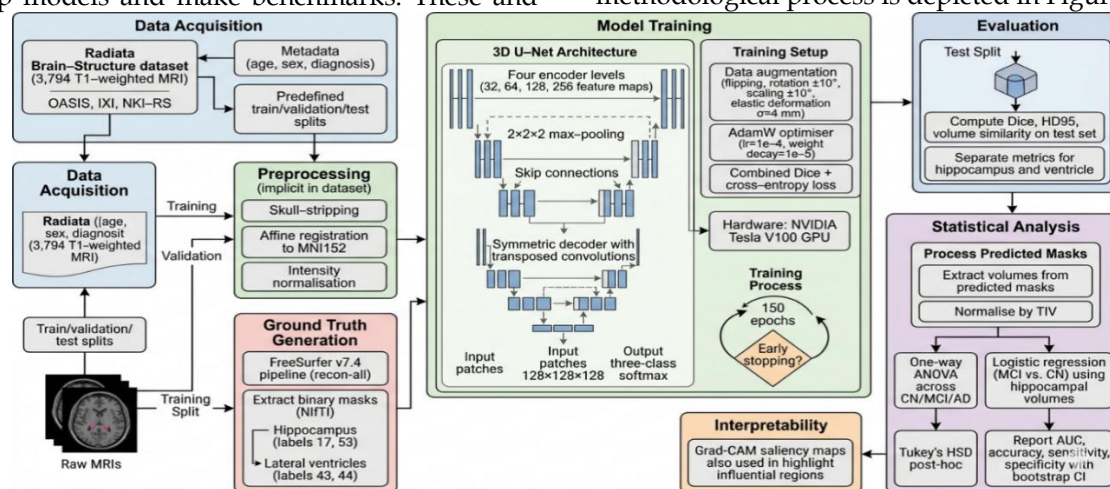 p models and make benchmarks. These and
methodological process is depicted in Figur
Data Acquisition
Radiata
Brain–Structure dataset
(3,794 T1–weighted MRI)
OASIS, IXI, NKI–RS
Metadata
(age, sex, diagnosis)
Predefined
train/validation/test
splits
Data
Acquisition
Radiata ([age,
sex, diagnosit
(3,794 T1–weighted
MRI)
Train/validation/
test splits
Raw MRIs
Training
Validation
Training
Split
Preprocessing
(implicit in dataset)
Skull–stripping
Affine registration
to MNI152
Intensity
normalisation
Ground Truth
Generation
FreeSurfer v7.4
pipeline (recon-all)
Extract binary masks
(NIfTI)
Hippocampus
(labels 17, 53)
Lateral ventricles
(labels 43, 44)
Model Training
3D U–Net Architecture
Four encoder levels
(32, 64, 128, 256 feature maps)
2×2×2 max–pooling
Skip connections
Symmetric decoder with
transposed convolutions
Input
patches
Input
patches
128×128×128
Output
three-class
softmax
Training Setup
Data augmentation
(flipping, rotation ±10°,
scaling ±10°,
elastic deformation
σ=4 mm)
AdamW optimiser
(lr=1e–4, weight
decay=1e–5)
Combined Dice +
cross–entropy loss
Hardware: NVIDIA
Tesla V100 GPU
Training
Process
150
epochs
Early
stopping?
Evaluation
Test Split
Compute Dice, HD95,
volume similarity on test set
Separate metrics for
hippocampus and ventricle
Statistical Analysis
Process Predicted Masks
Extract volumes from
predicted masks
Normalise by TIV
One-way
ANOVA
across
CN/MCI/AD
Logistic regression
(MCI vs. CN) using
hippocampal
volumes
Tukey's HSD
post-hoc
Report AUC,
accuracy, sensitivity,
specificity with
bootstrap CI
Interpretability
Grad-CAM saliency maps
also used in highlight
influential regions